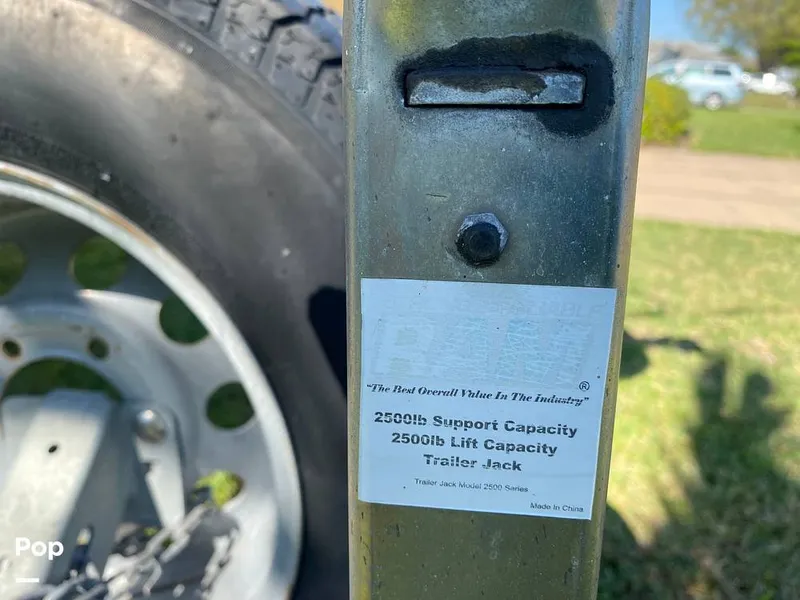 ®
"The Best Overall Value In The Industry"
2500lb Support Capacity
2500lb Lift Capacity
Trailer Jack
Trailer Jack Model 2500 Series
Made In China
Pop